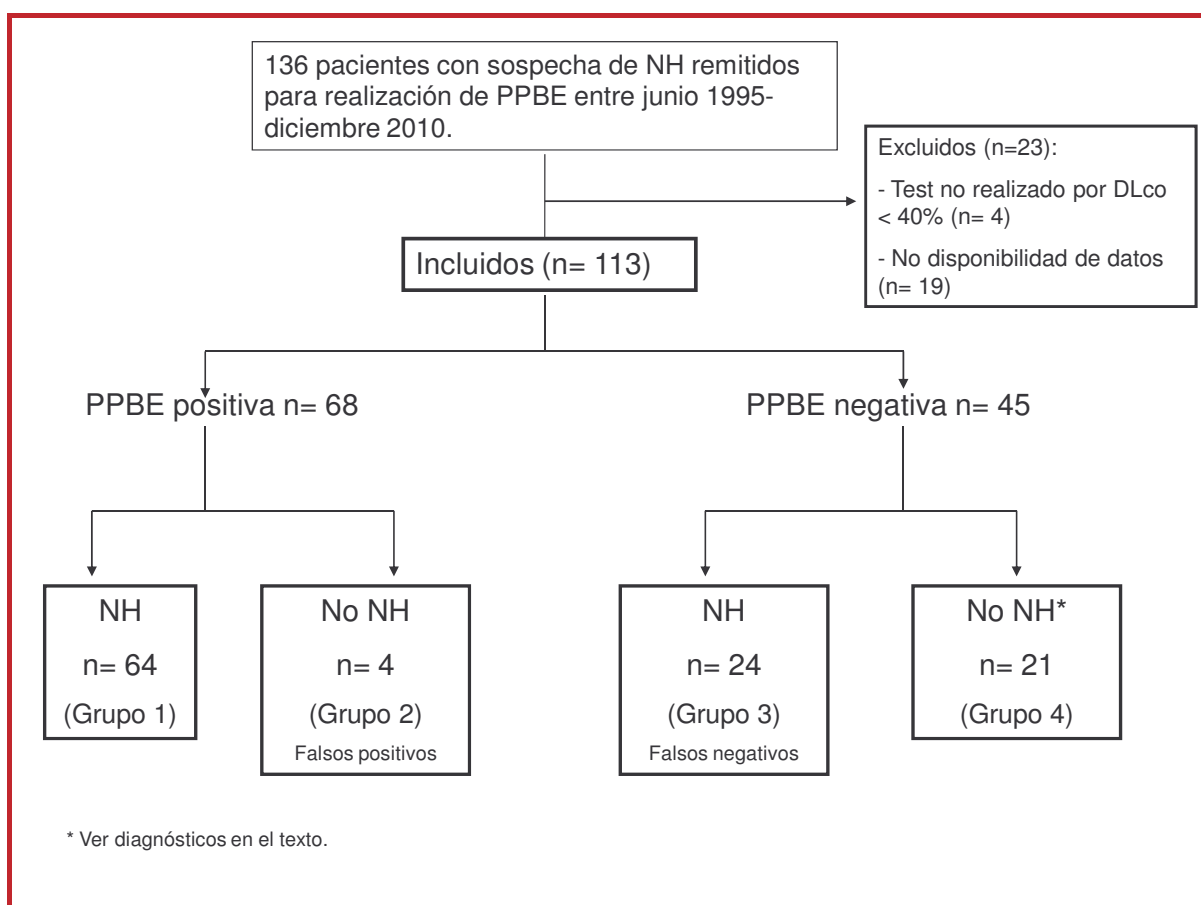 136 pacientes con sospecha de NH remitidos
para realización de PPBE entre junio 1995-
diciembre 2010.
Excluidos (n=23):
- Test no realizado por DLco
< 40% (n= 4)
- No disponibilidad de datos
(n= 19)
Incluidos (n= 113)
PPBE positiva n= 68
PPBE negativa n= 45
NH
n= 64
(Grupo 1)
No NH
n= 4
(Grupo 2)
Falsos positivos
NH
n= 24
(Grupo 3)
Falsos negativos
No NH*
n= 21
(Grupo 4)
* Ver diagnósticos en el texto.